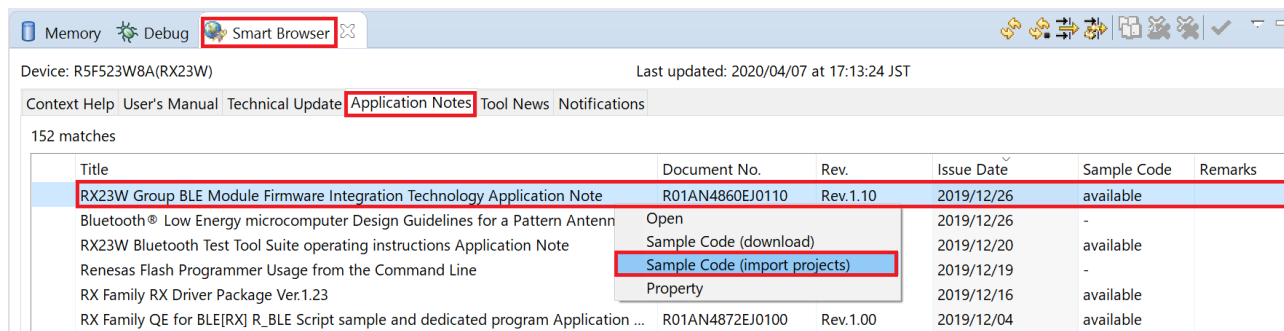 Memory Debug Smart Browser
Device: R5F523W8A(RX23W) Last updated: 2020/04/07 at 17:13:24 JST
Context Help User's Manual Technical Update Application Notes Tool News Notifications
152 matches
Title Document No. Rev. Issue Date Sample Code Remarks
RX23W Group BLE Module Firmware Integration Technology Application Note R01AN4860EJ0110 Rev.1.10 2019/12/26 available
Bluetooth® Low Energy microcomputer Design Guidelines for a Pattern Antenn Open 2019/12/26 -
RX23W Bluetooth Test Tool Suite operating instructions Application Note Sample Code (download) 2019/12/20 available
Renesas Flash Programmer Usage from the Command Line Sample Code (import projects) 2019/12/19 -
RX Family RX Driver Package Ver.1.23 Property 2019/12/16 available
RX Family QE for BLE[RX] R_BLE Script sample and dedicated program Application ... R01AN4872EJ0100 Rev.1.00 2019/12/04 available